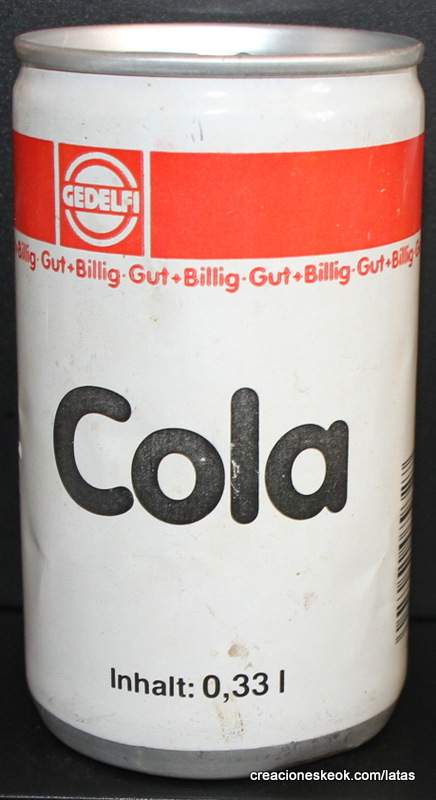 GEDELFI
Billig·Gut+Billig·Gut+Billig·Gut+Billig·Gut+Billig·G
Cola
Inhalt: 0,33 l
creacioneskeok.com/latas